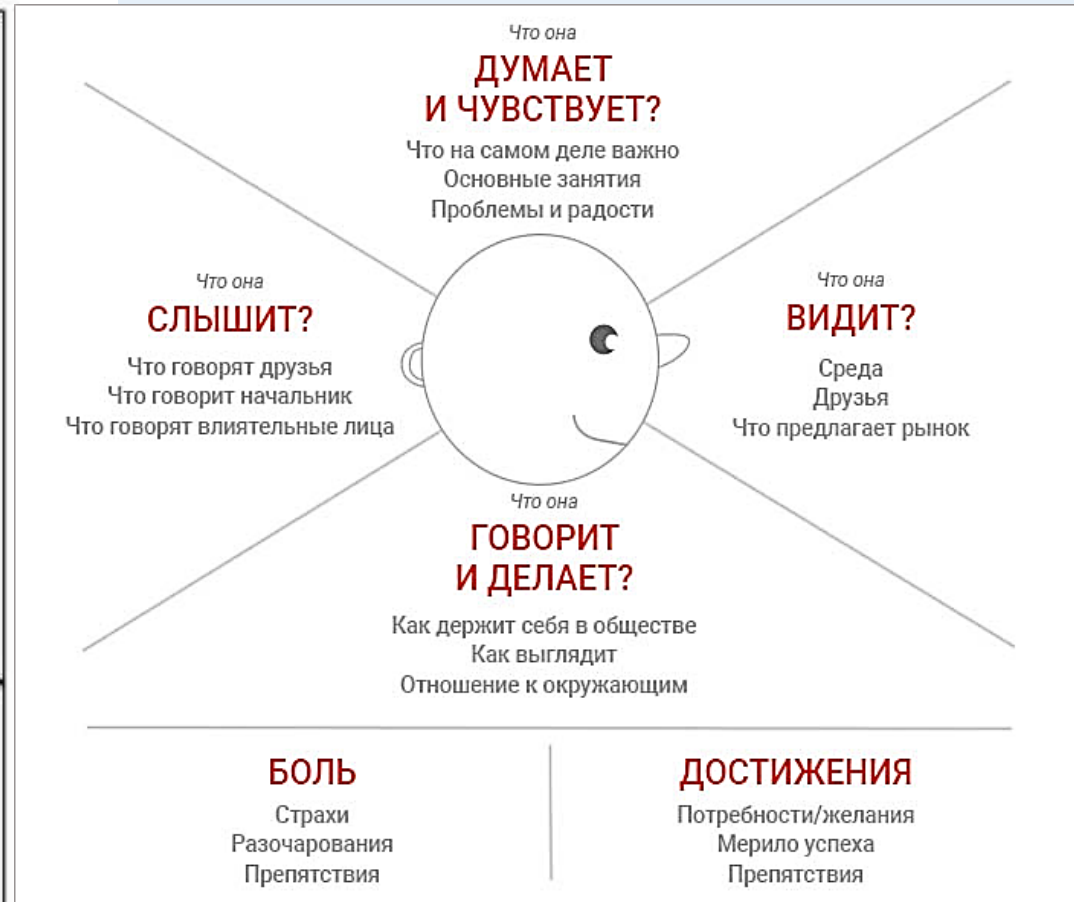 Что она
ДУМАЕТ
И ЧУВСТВУЕТ?
Что на самом деле важно
Основные занятия
Проблемы и радости
Что она
СЛЫШИТ?
Что говорят друзья
Что говорит начальник
Что говорят влиятельные лица
Что она
ВИДИТ?
Среда
Друзья
Что предлагает рынок
Что она
ГОВОРИТ
И ДЕЛАЕТ?
Как держит себя в обществе
Как выглядит
Отношение к окружающим
БОЛЬ
Страхи
Разочарования
Препятствия
ДОСТИЖЕНИЯ
Потребности/желания
Мерило успеха
Препятствия